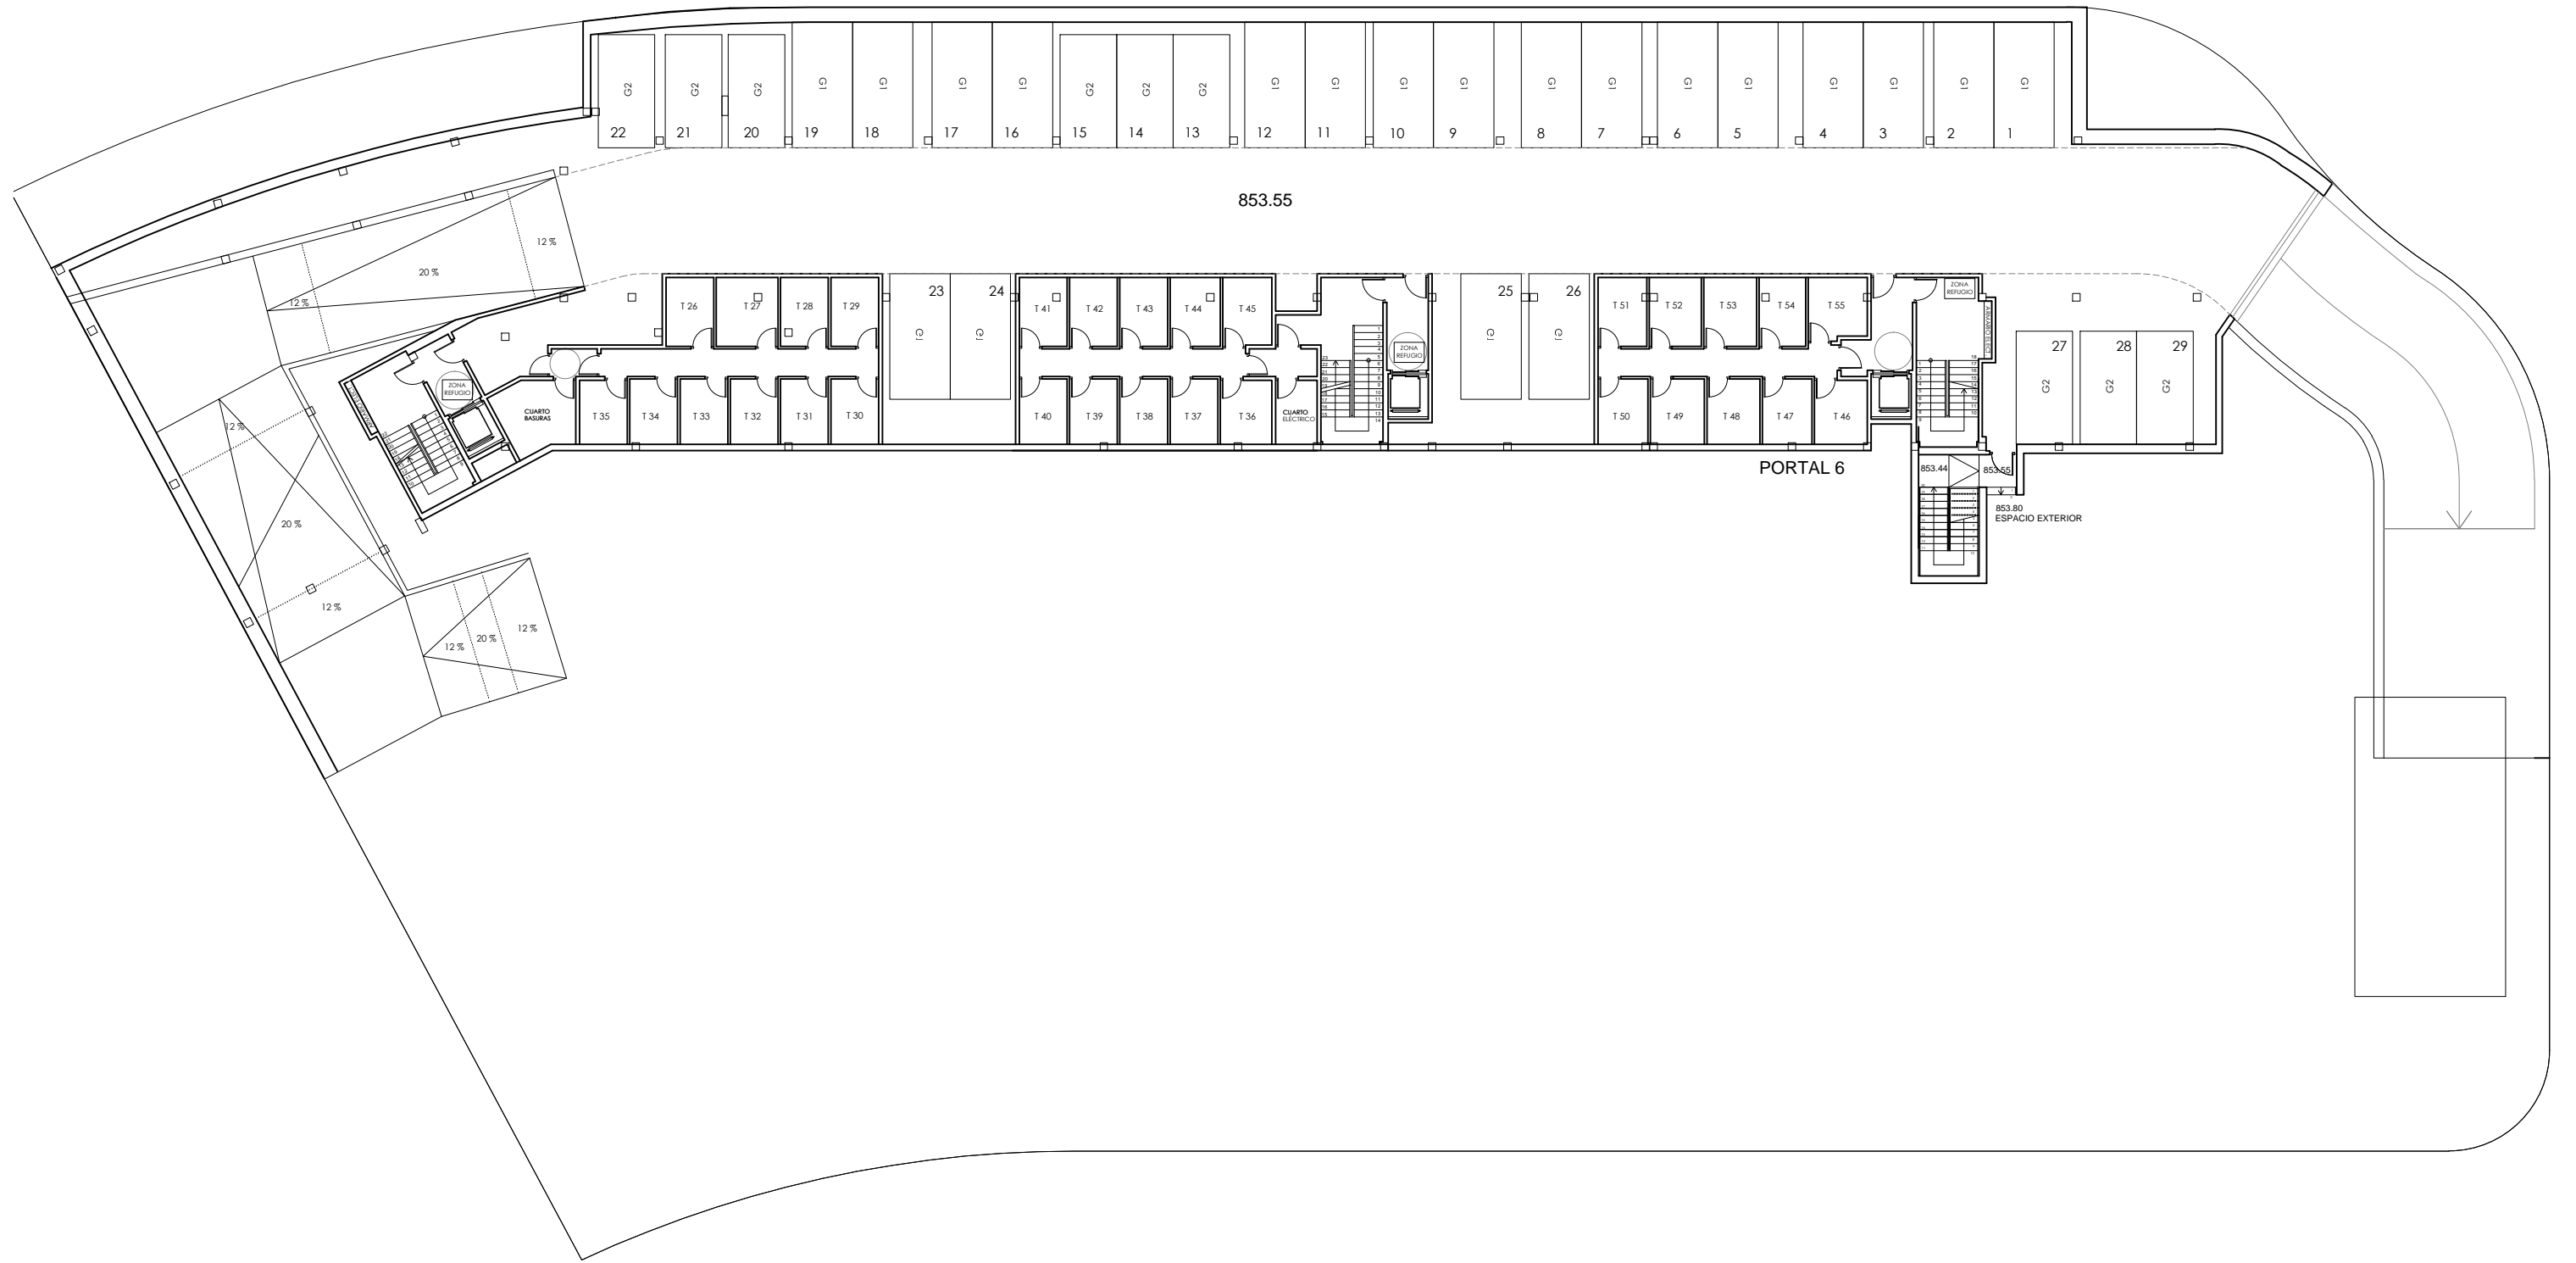 G2 G2 G2 G1 G1 G1 G1 G2 G2 G2 G1 G1 G1 G1 G1 G1 G1 G1 G1 G1 G1 G1
22 21 20 19 18 17 16 15 14 13 12 11 10 9 8 7 6 5 4 3 2 1
853.55
12 %
20 %
12 %
T 26 T 27 T 28 T 29
23 24
G1 G1
T 41 T 42 T 43 T 44 T 45
25 26
G1 G1
T 51 T 52 T 53 T 54 T 55
ZONA
REFUGIO
ZONA
REFUGIO
27 28 29
G2 G2 G2
ZONA
REFUGIO
CUARTO
BASURAS
T 35 T 34 T 33 T 32 T 31 T 30
T 40 T 39 T 38 T 37 T 36
CUARTO
ELÉCTRICO
T 50 T 49 T 48 T 47 T 46
PORTAL 6
853.44 853.55
853.80
ESPACIO EXTERIOR
12 %
20 %
12 %
12 % 20 % 12 %